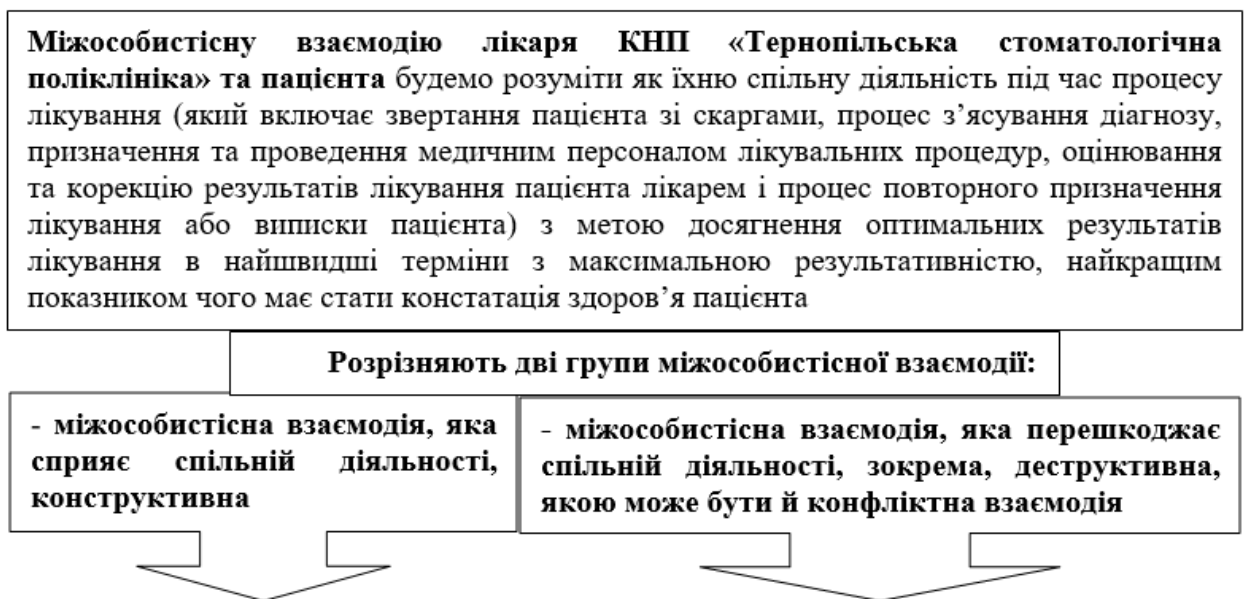 Міжособистісну взаємодію лікаря КНП «Тернопільська стоматологічна
поліклініка» та пацієнта будемо розуміти як їхню спільну діяльність під час процесу
лікування (який включає звертання пацієнта зі скаргами, процес з’ясування діагнозу,
призначення та проведення медичним персоналом лікувальних процедур, оцінювання
та корекцію результатів лікування пацієнта лікарем і процес повторного призначення
лікування або виписки пацієнта) з метою досягнення оптимальних результатів
лікування в найшвидші терміни з максимальною результативністю, найкращим
показником чого має стати констатація здоров’я пацієнта
Розрізняють дві групи міжособистісної взаємодії:
- міжособистісна взаємодія, яка
сприяє спільній діяльності,
конструктивна
- міжособистісна взаємодія, яка перешкоджає
спільній діяльності, зокрема, деструктивна,
якою може бути й конфліктна взаємодія